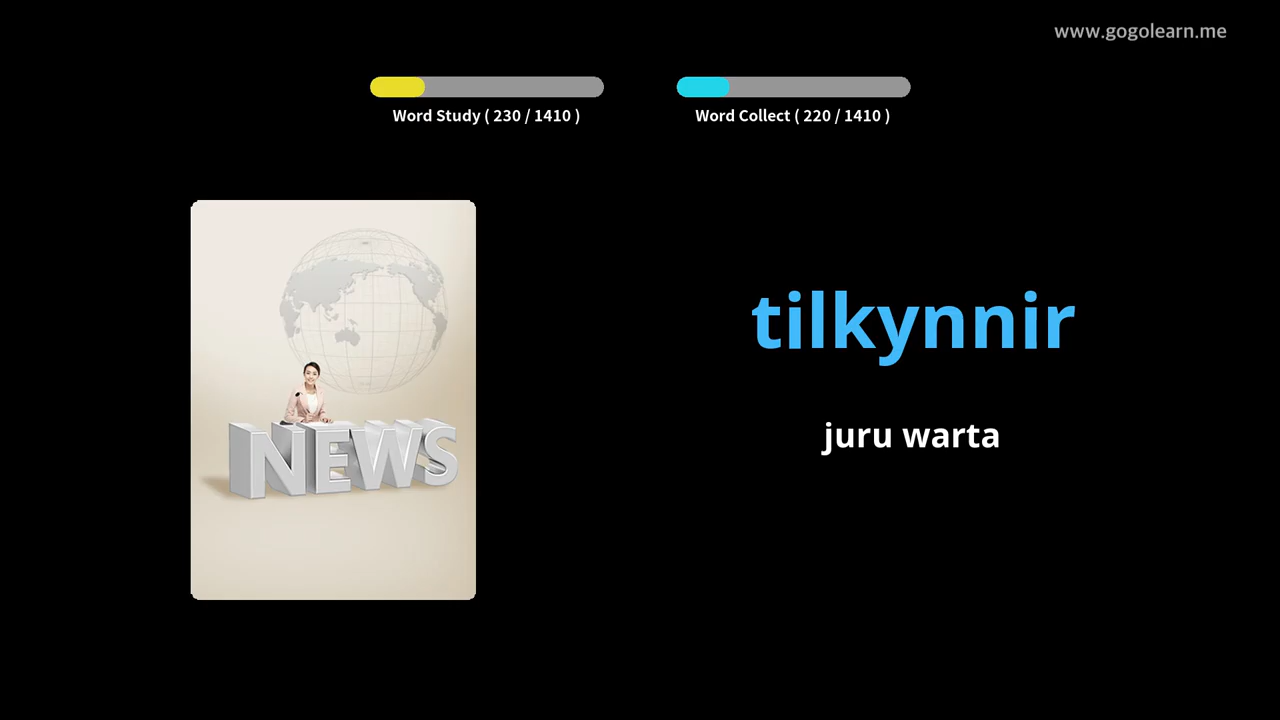 www.gogolearn.me
Word Study ( 230 / 1410 )
Word Collect ( 220 / 1410 )
NEWS
tilkynnir
juru warta